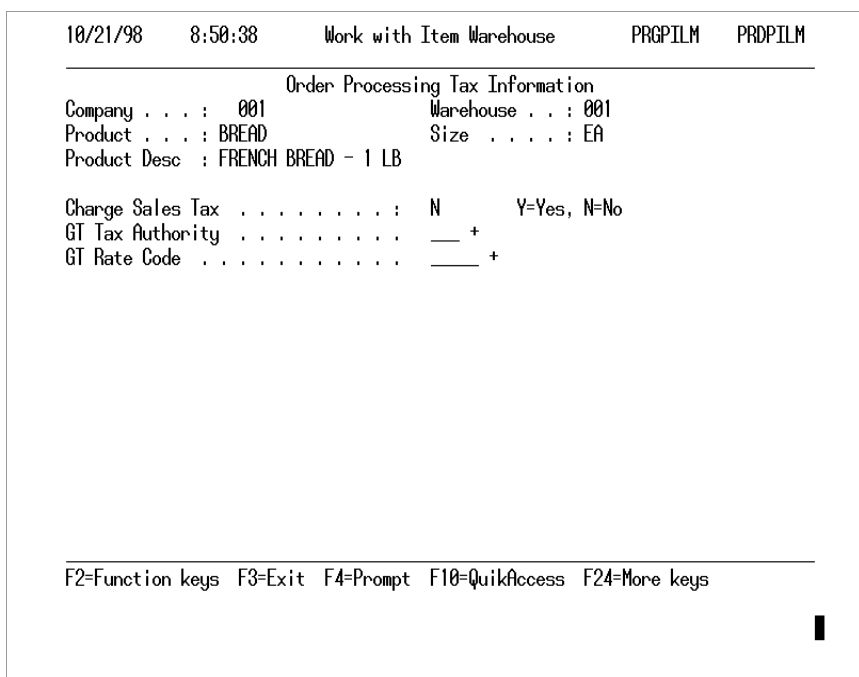 10/21/98 8:50:38 Work with Item Warehouse PRGPILM PRDPILM
Order Processing Tax Information
Company . . . : 001 Warehouse . . : 001
Product . . . : BREAD Size . . . . : EA
Product Desc : FRENCH BREAD - 1 LB
Charge Sales Tax . . . . . . . . . : N Y=Yes, N=No
GT Tax Authority . . . . . . . . . ___ +
GT Rate Code . . . . . . . . . . . _____ +
F2=Function keys F3=Exit F4=Prompt F10=QuikAccess F24=More keys